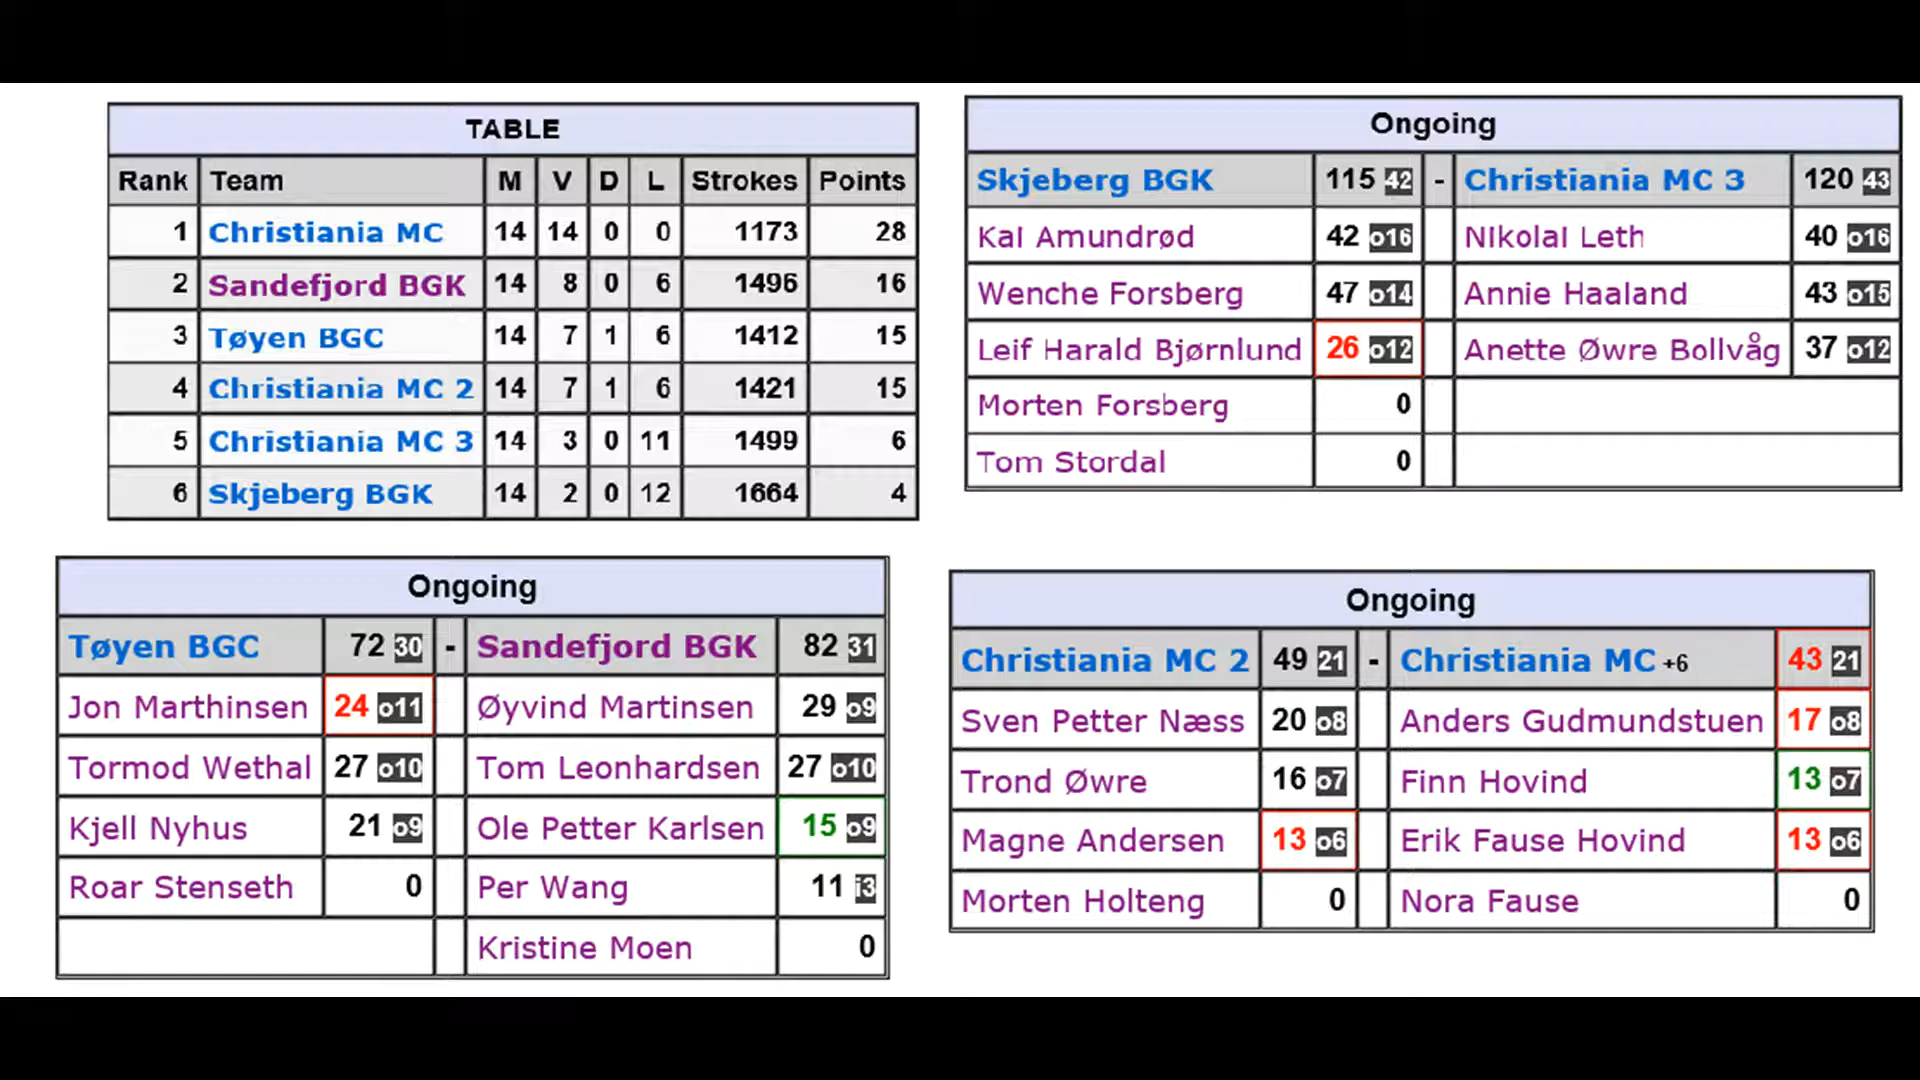 TABLE
Rank Team M V D L Strokes Points
1 Christiania MC 14 14 0 0 1173 28
2 Sandefjord BGK 14 8 0 6 1496 16
3 Tøyen BGC 14 7 1 6 1412 15
4 Christiania MC 2 14 7 1 6 1421 15
5 Christiania MC 3 14 3 0 11 1499 6
6 Skjeberg BGK 14 2 0 12 1664 4
Ongoing
Skjeberg BGK 115 42 - Christiania MC 3 120 43
Kai Amundrød 42 o16 Nikolai Leth 40 o16
Wenche Forsberg 47 o14 Annie Haaland 43 o15
Leif Harald Bjørnlund 26 o12 Anette Øwre Bollvåg 37 o12
Morten Forsberg 0
Tom Stordal 0
Ongoing
Tøyen BGC 72 30 - Sandefjord BGK 82 31
Jon Marthinsen 24 o11 Øyvind Martinsen 29 o9
Tormod Wethal 27 o10 Tom Leonhardsen 27 o10
Kjell Nyhus 21 o9 Ole Petter Karlsen 15 o9
Roar Stenseth 0 Per Wang 11 i3
Kristine Moen 0
Ongoing
Christiania MC 2 49 21 - Christiania MC +6 43 21
Sven Petter Næss 20 o8 Anders Gudmundstuen 17 o8
Trond Øwre 16 o7 Finn Hovind 13 o7
Magne Andersen 13 o6 Erik Fause Hovind 13 o6
Morten Holteng 0 Nora Fause 0